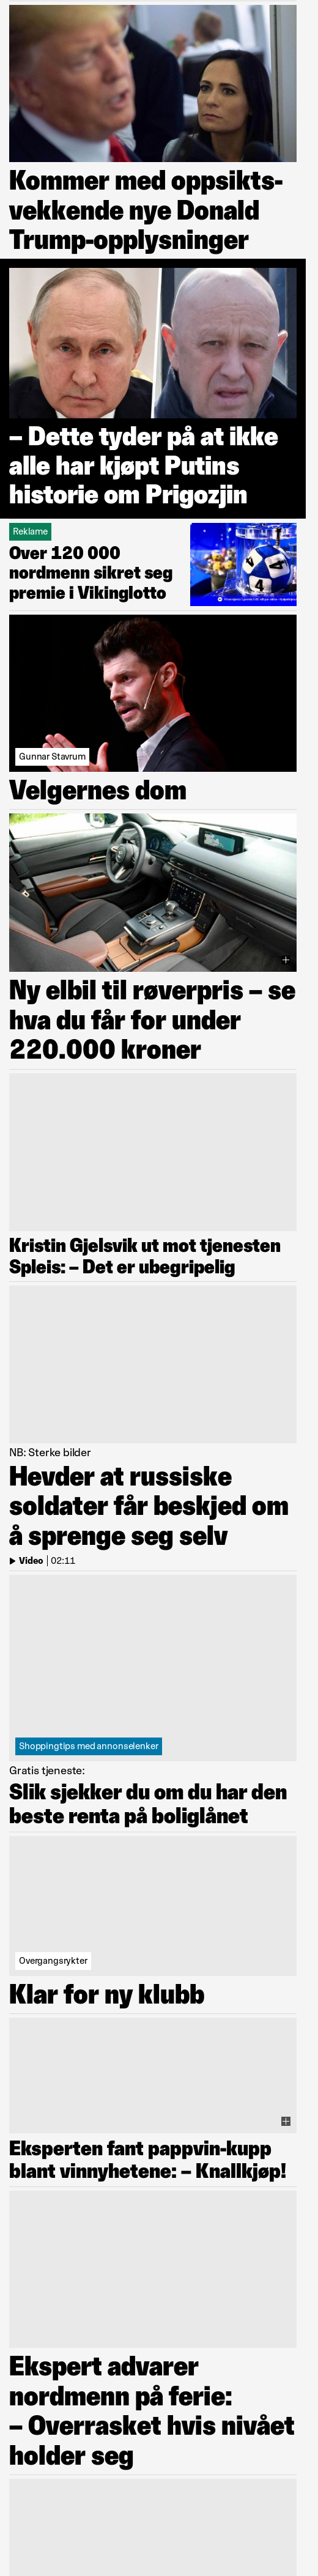 Kommer med oppsikts-
vekkende nye Donald
Trump-opplysninger
– Dette tyder på at ikke
alle har kjøpt Putins
historie om Prigozjin
Reklame
Over 120 000
nordmenn sikret seg
premie i Vikinglotto
4
4
Gunnar Stavrum
Velgernes dom
Ny elbil til røverpris – se
hva du får for under
220.000 kroner
Kristin Gjelsvik ut mot tjenesten
Spleis: – Det er ubegripelig
NB: Sterke bilder
Hevder at russiske
soldater får beskjed om
å sprenge seg selv
Video | 02:11
Shoppingtips med annonselenker
Gratis tjeneste:
Slik sjekker du om du har den
beste renta på boliglånet
Overgangsrykter
Klar for ny klubb
Eksperten fant pappvin-kupp
blant vinnyhetene: – Knallkjøp!
Ekspert advarer
nordmenn på ferie:
– Overrasket hvis nivået
holder seg